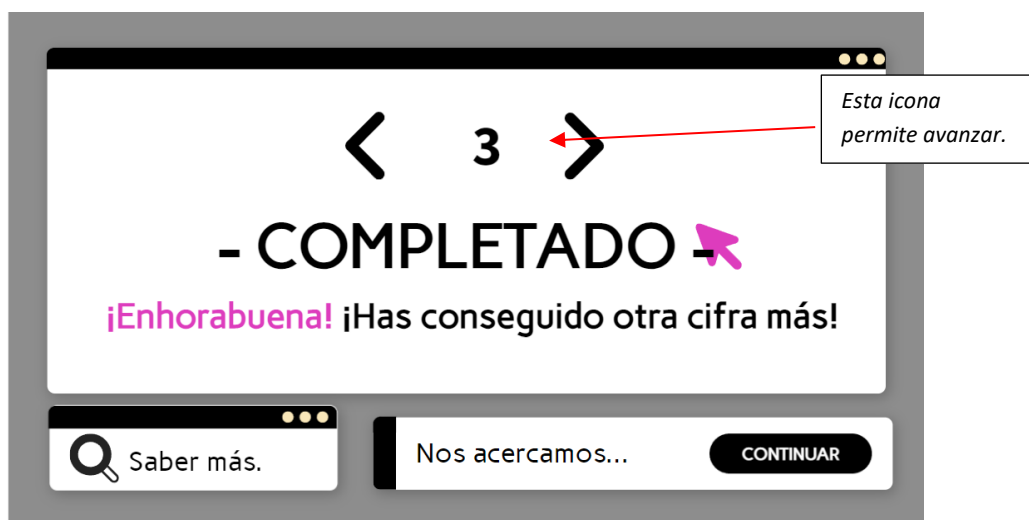 Esta icona
permite avanzar.
< 3 >
- COMPLETADO -
¡Enhorabuena! ¡Has conseguido otra cifra más!
Saber más.
Nos acercamos...
CONTINUAR